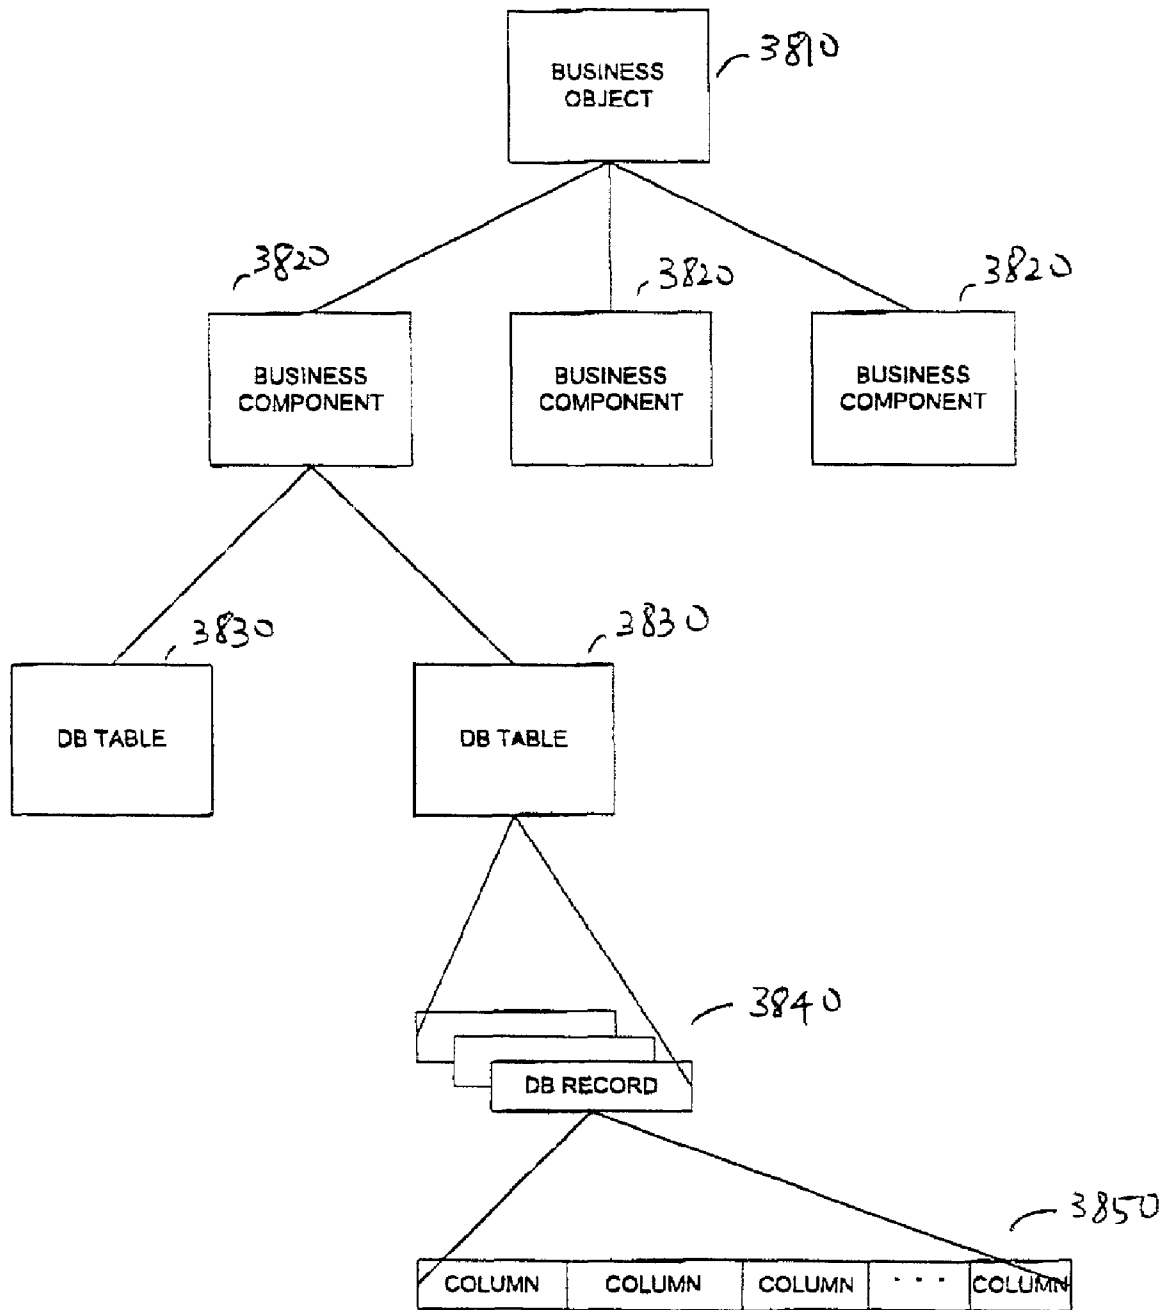 3810
BUSINESS
OBJECT
3820
3820
3820
BUSINESS
COMPONENT
BUSINESS
COMPONENT
BUSINESS
COMPONENT
3830
3830
DB TABLE
DB TABLE
3840
DB RECORD
3850
COLUMN COLUMN COLUMN . . . COLUMN